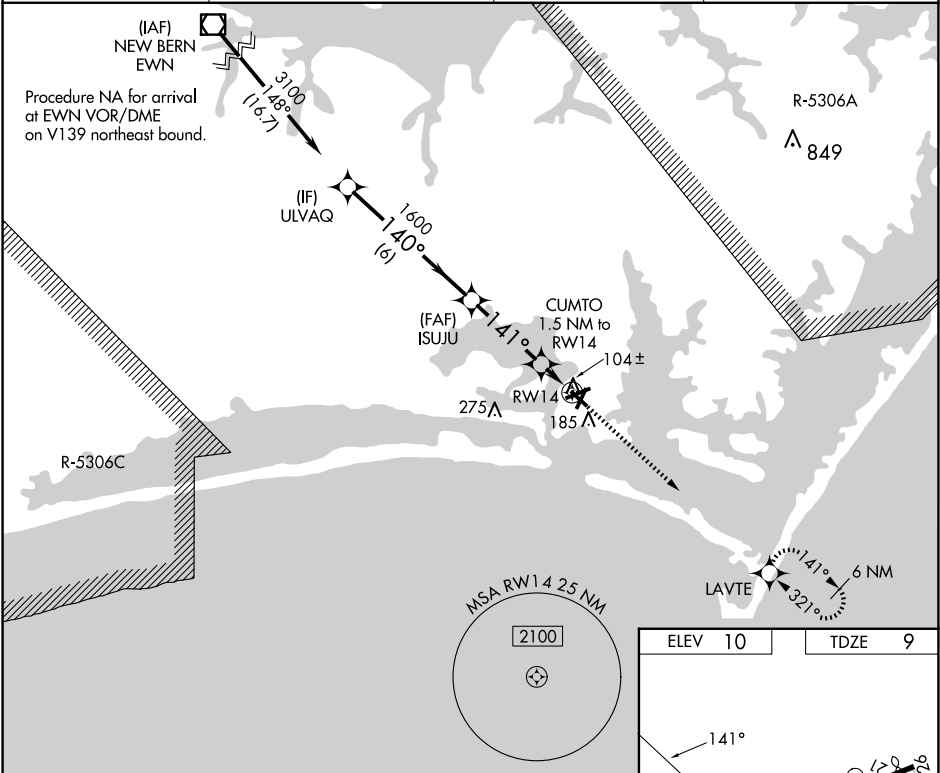 (IAF)
NEW BERN
EWN
3100
148°
(16.7)
Procedure NA for arrival
at EWN VOR/DME
on V139 northeast bound.
R-5306A
849
(IF)
ULVAQ
1600
140°
(6)
(FAF)
ISUJU
141°
CUMTO
1.5 NM to
RW14
104±
RW14
275
185
R-5306C
141°
6 NM
321°
LAVTE
MSA RW14 25 NM
2100
ELEV 10
TDZE 9
141°
26